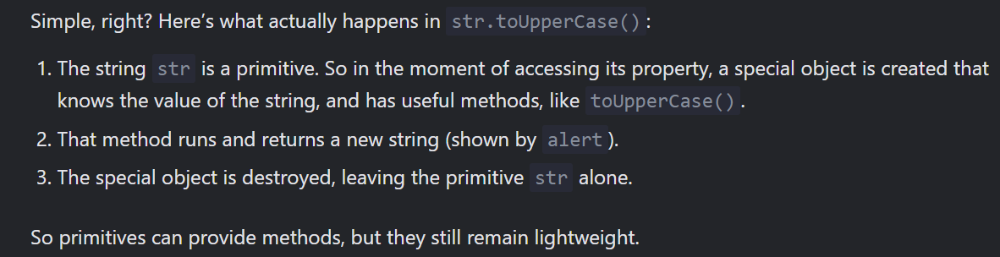 Simple, right? Here’s what actually happens in str.toUpperCase():
1. The string str is a primitive. So in the moment of accessing its property, a special object is created that
knows the value of the string, and has useful methods, like toUpperCase().
2. That method runs and returns a new string (shown by alert).
3. The special object is destroyed, leaving the primitive str alone.
So primitives can provide methods, but they still remain lightweight.